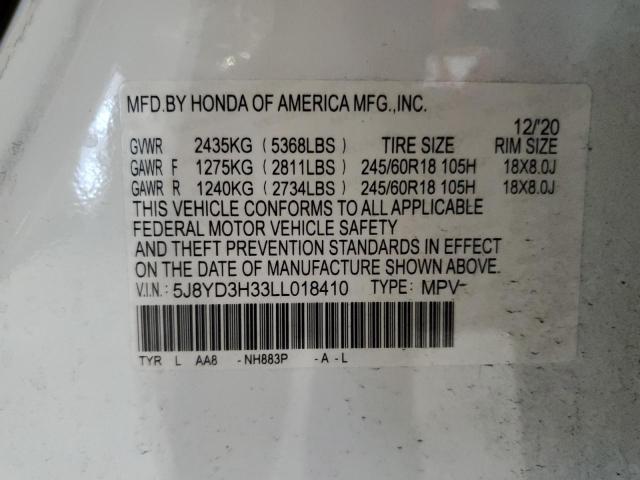 MFD.BY HONDA OF AMERICA MFG.,INC.
12/'20
GVWR 2435KG (5368LBS) TIRE SIZE RIM SIZE
GAWR F 1275KG (2811LBS) 245/60R18 105H 18X8.0J
GAWR R 1240KG (2734LBS) 245/60R18 105H 18X8.0J
THIS VEHICLE CONFORMS TO ALL APPLICABLE
FEDERAL MOTOR VEHICLE SAFETY
AND THEFT PREVENTION STANDARDS IN EFFECT
ON THE DATE OF MANUFACTURE SHOWN ABOVE.
V.I.N.: 5J8YD3H33LL018410 TYPE: MPV
TYR L AA8 -NH883P -A-L